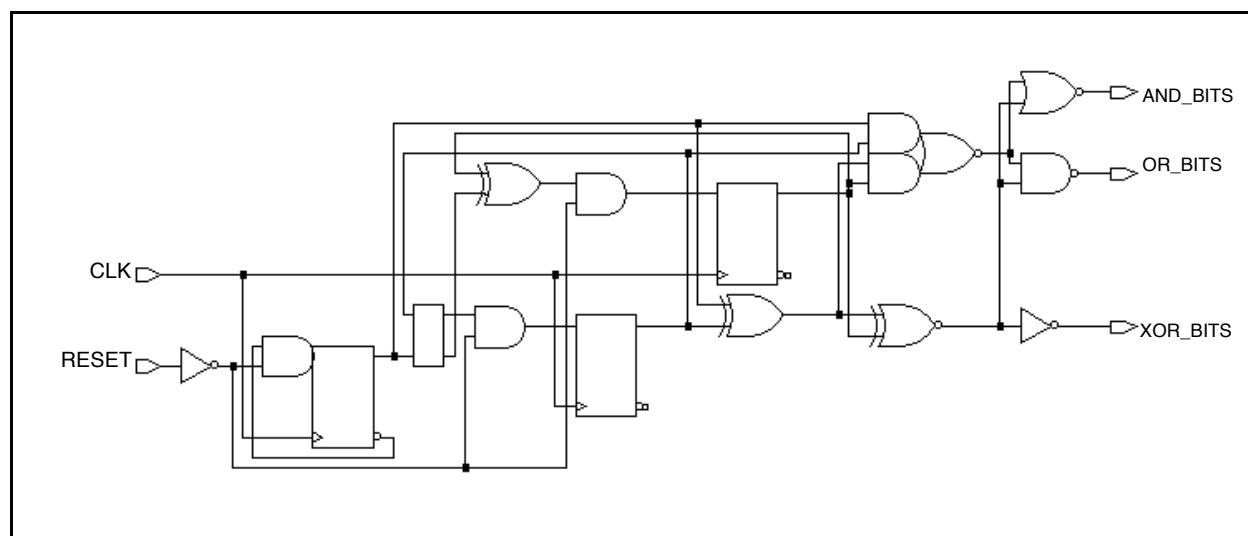 AND_BITS
OR_BITS
CLK
XOR_BITS
RESET